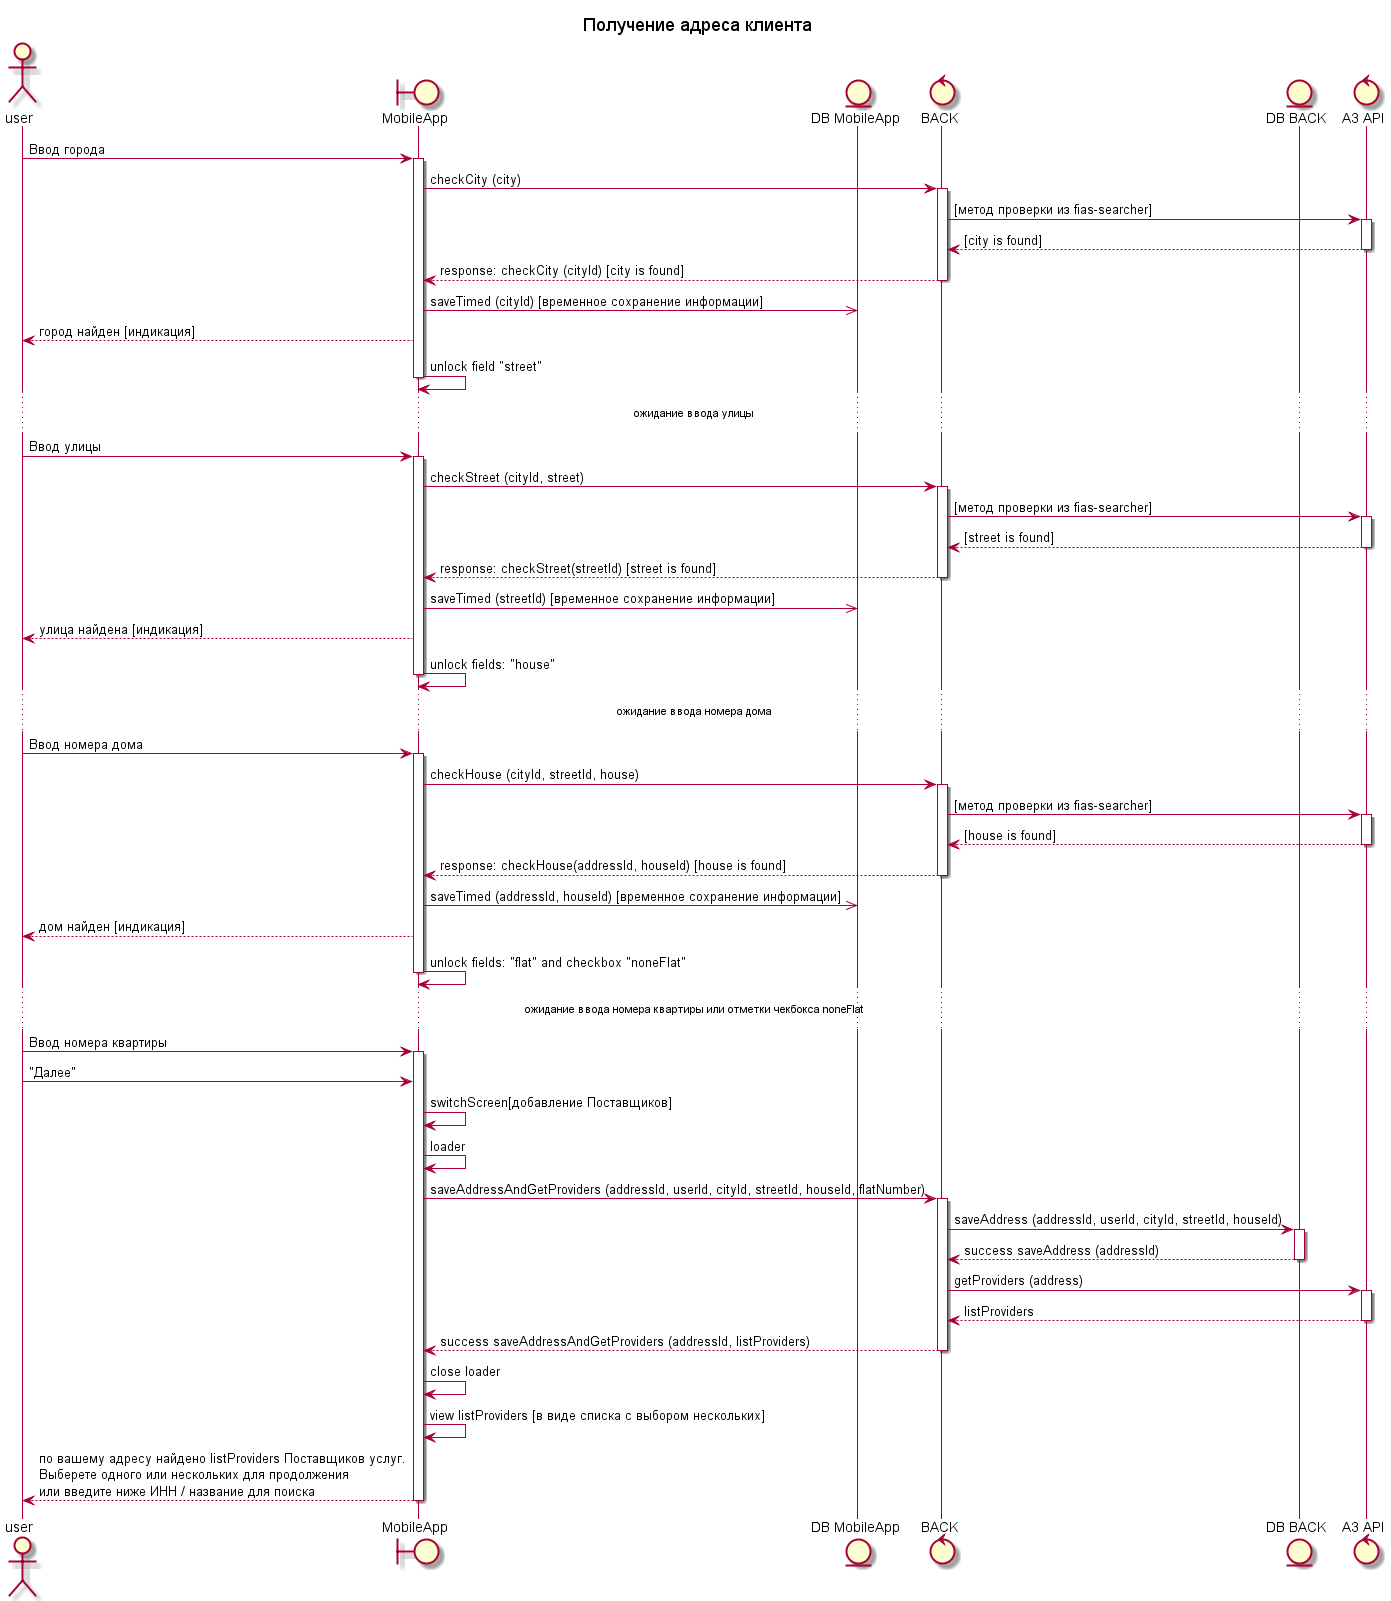 Получение адреса клиента
user
MobileApp
DB MobileApp
BACK
DB BACK
A3 API
Ввод города
checkCity (city)
[метод проверки из fias-searcher]
[city is found]
response: checkCity (cityId) [city is found]
saveTimed (cityId) [временное сохранение информации]
город найден [индикация]
unlock field "street"
ожидание ввода улицы
Ввод улицы
checkStreet (cityId, street)
[метод проверки из fias-searcher]
[street is found]
response: checkStreet(streetId) [street is found]
saveTimed (streetId) [временное сохранение информации]
улица найдена [индикация]
unlock fields: "house"
ожидание ввода номера дома
Ввод номера дома
checkHouse (cityId, streetId, house)
[метод проверки из fias-searcher]
[house is found]
response: checkHouse(addressId, houseId) [house is found]
saveTimed (addressId, houseId) [временное сохранение информации]
дом найден [индикация]
unlock fields: "flat" and checkbox "noneFlat"
ожидание ввода номера квартиры или отметки чекбокса noneFlat
Ввод номера квартиры
"Далее"
switchScreen[добавление Поставщиков]
loader
saveAddressAndGetProviders (addressId, userId, cityId, streetId, houseId, flatNumber)
saveAddress (addressId, userId, cityId, streetId, houseId)
success saveAddress (addressId)
getProviders (address)
listProviders
success saveAddressAndGetProviders (addressId, listProviders)
close loader
view listProviders [в виде списка с выбором нескольких]
по вашему адресу найдено listProviders Поставщиков услуг.
Выберете одного или нескольких для продолжения
или введите ниже ИНН / название для поиска
user
MobileApp
DB MobileApp
BACK
DB BACK
A3 API